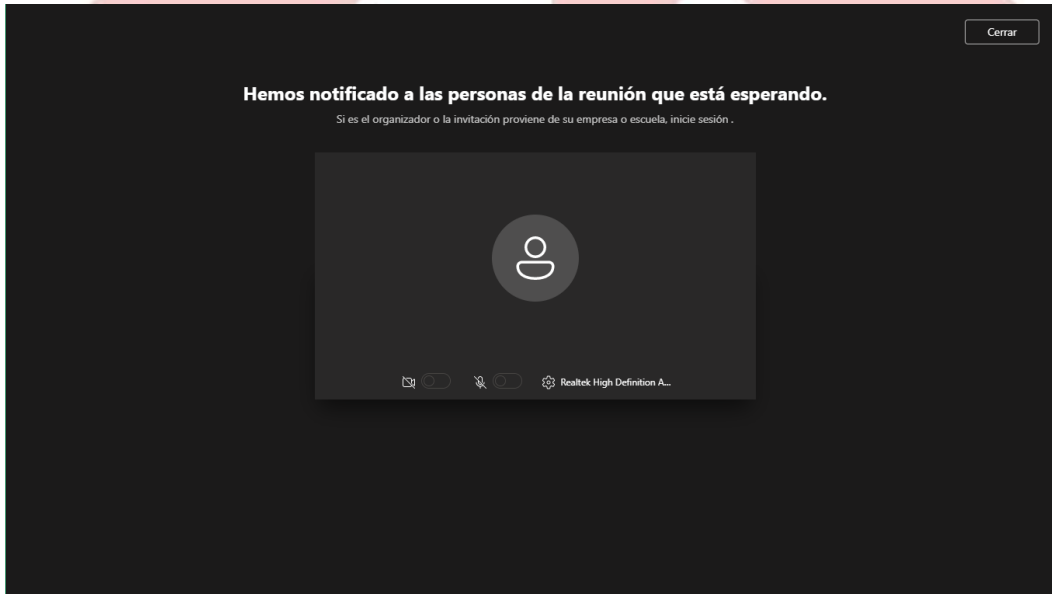 Cerrar
Hemos notificado a las personas de la reunión que está esperando.
Si es el organizador o la invitación proviene de su empresa o escuela, inicie sesión .
Realtek High Definition A...